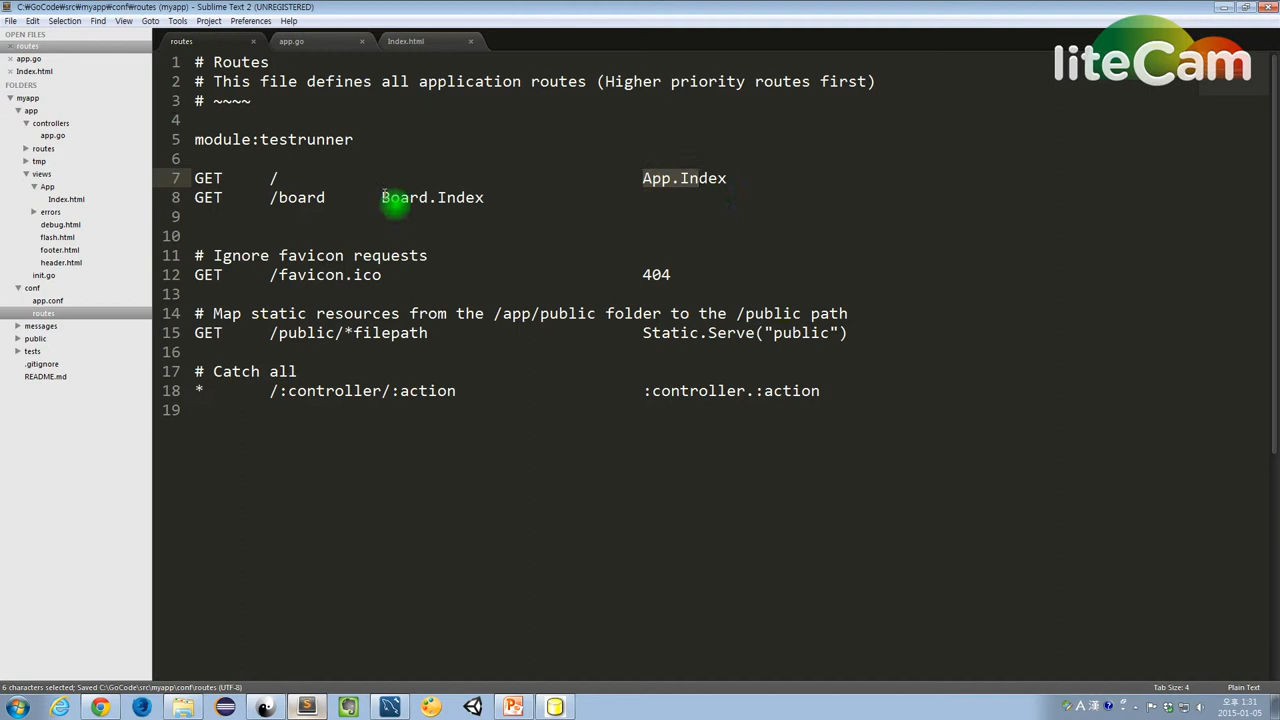 C:₩GoCode₩src₩myapp₩conf₩routes (myapp) - Sublime Text 2 (UNREGISTERED)
File Edit Selection Find View Goto Tools Project Preferences Help
OPEN FILES
routes
app.go
Index.html
FOLDERS
myapp
app
controllers
app.go
routes
tmp
views
App
Index.html
errors
debug.html
flash.html
footer.html
header.html
init.go
conf
app.conf
routes
messages
public
tests
.gitignore
README.md
routes app.go Index.html
liteCam
1 # Routes
2 # This file defines all application routes (Higher priority routes first)
3 # ~~~~
4
5 module:testrunner
6
7 GET / App.Index
8 GET /board Board.Index
9
10
11 # Ignore favicon requests
12 GET /favicon.ico 404
13
14 # Map static resources from the /app/public folder to the /public path
15 GET /public/*filepath Static.Serve("public")
16
17 # Catch all
18 * /:controller/:action :controller.:action
19
6 characters selected; Saved C:₩GoCode₩src₩myapp₩conf₩routes (UTF-8) Tab Size: 4 Plain Text
A 漢
오후 1:31
2015-01-05